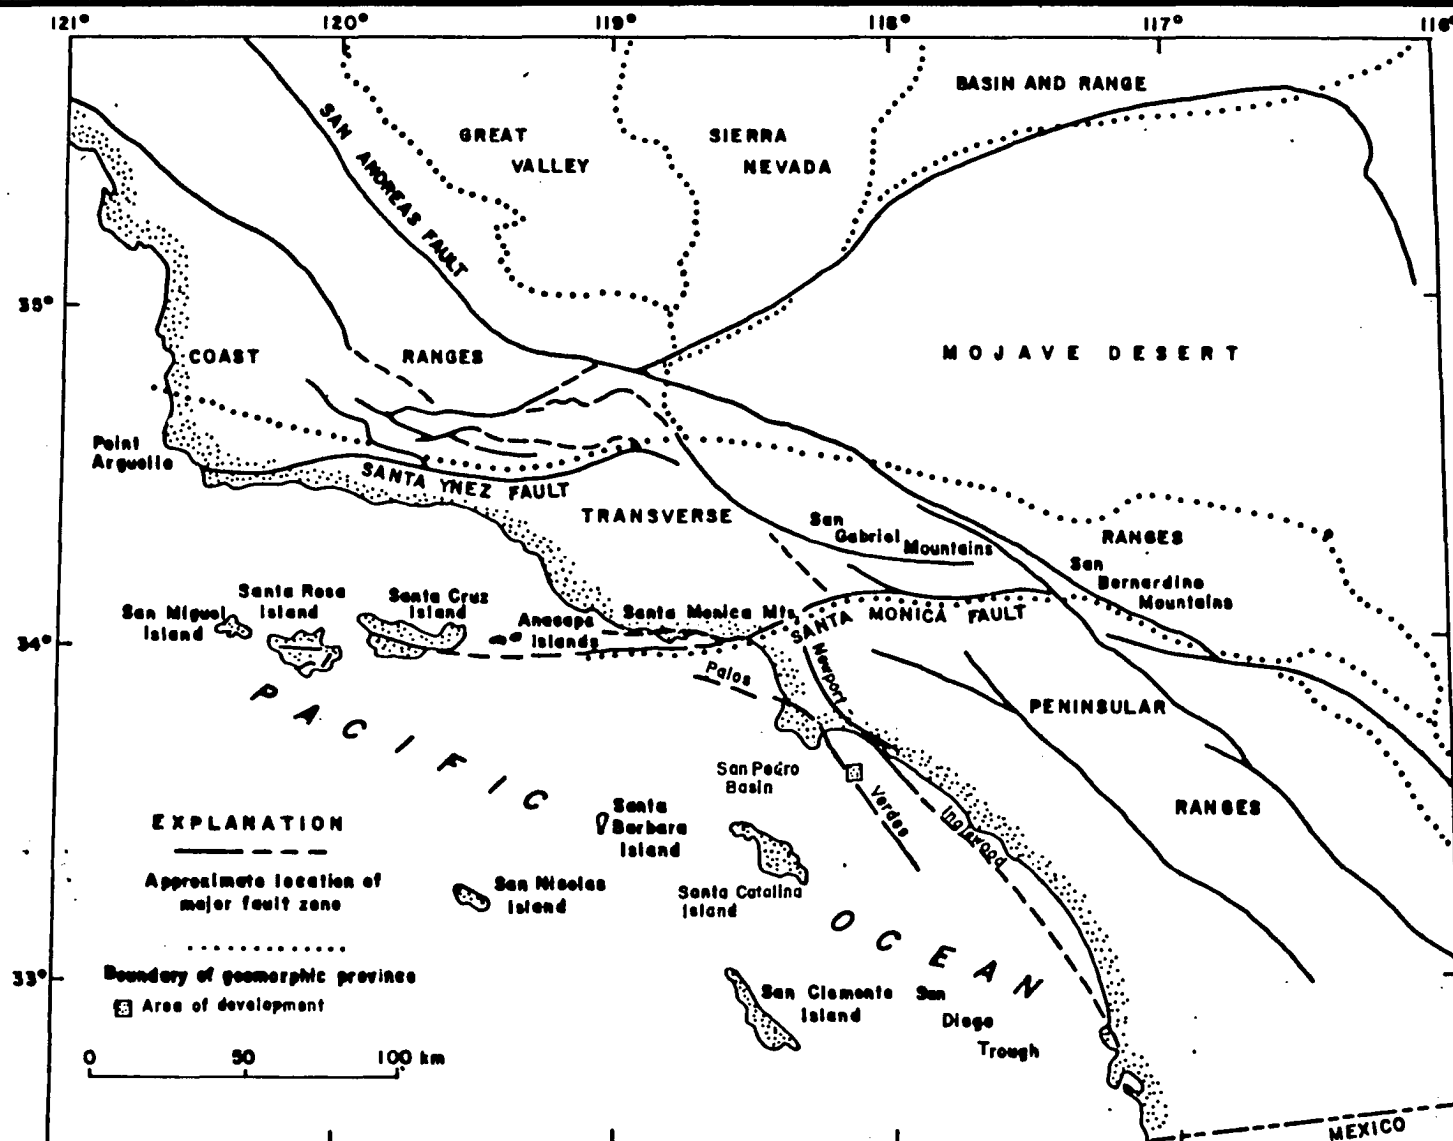 121° 120° 119° 118° 117° 116°
BASIN AND RANGE
SAN ANDREAS FAULT
GREAT
VALLEY
SIERRA
NEVADA
35°
COAST RANGES
MOJAVE DESERT
Point
Arguello
SANTA YNEZ FAULT
TRANSVERSE
RANGES
San
Gabriel
Mountains
San
Bernardino
Mountains
San Miguel
Island
Santa Rosa
Island
Santa Cruz
Island
Anacapa
Islands
Santa Monica Mts.
SANTA MONICA FAULT
34°
Palos
Newport
PENINSULAR
RANGES
PACIFIC
San Pedro
Basin
Verdes
Inglewood
Santa
Barbara
Island
San Nicolas
Island
Santa Catalina
Island
OCEAN
33°
San Clemente
Island
San
Diego
Trough
EXPLANATION
Approximate location of
major fault zone
Boundary of geomorphic province
Area of development
0 50 100 km
MEXICO